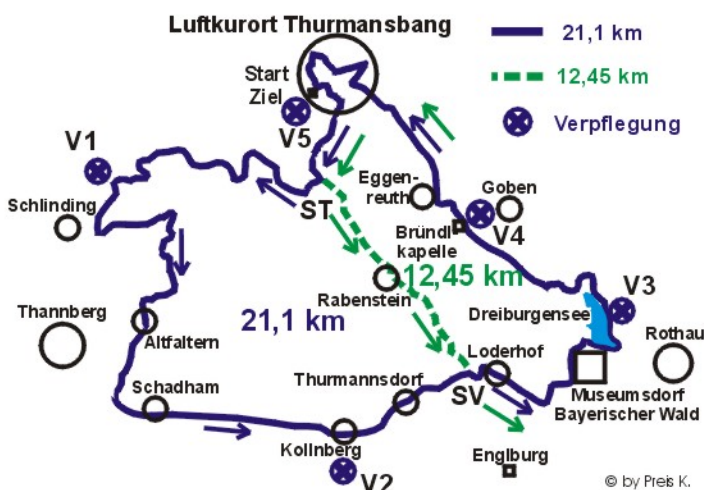 Luftkurort Thurmansbang
21,1 km
12,45 km
Verpflegung
Start
Ziel
V5
V1
Schlinding
ST
Eggen-
reuth
Goben
V4
Bründl
kapelle
12,45 km
Rabenstein
Dreiburgensee
V3
Rothau
Thannberg
Altfaltern
21,1 km
Loderhof
Museumsdorf
Bayerischer Wald
Schadham
Thurmannsdorf
SV
Kollnberg
V2
Englburg
© by Preis K.